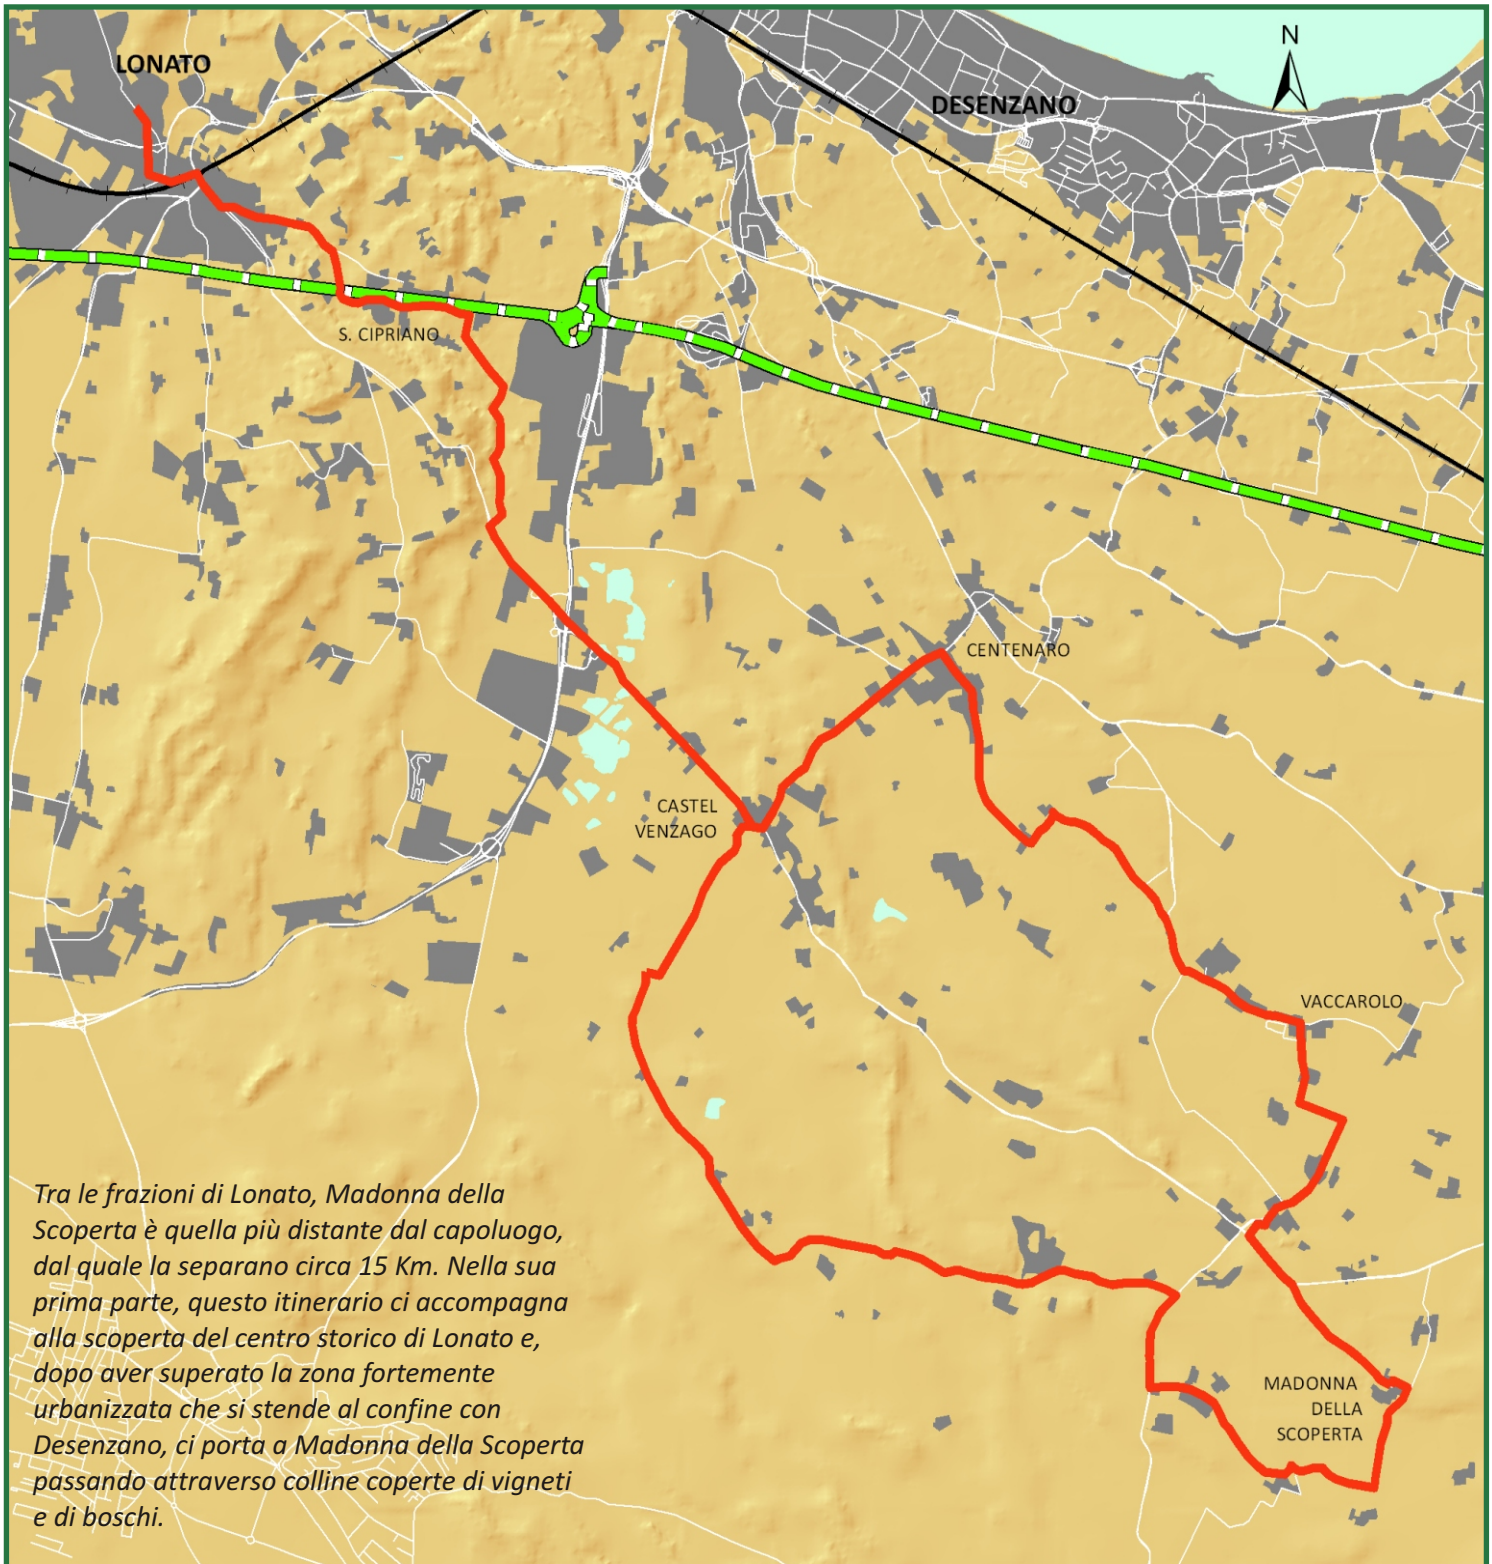 LONATO
N
DESENZANO
S. CIPRIANO
CENTENARO
CASTEL
VENZAGO
VACCAROLO
MADONNA
DELLA
SCOPERTA
Tra le frazioni di Lonato, Madonna della
Scoperta è quella più distante dal capoluogo,
dal quale la separano circa 15 Km. Nella sua
prima parte, questo itinerario ci accompagna
alla scoperta del centro storico di Lonato e,
dopo aver superato la zona fortemente
urbanizzata che si stende al confine con
Desenzano, ci porta a Madonna della Scoperta
passando attraverso colline coperte di vigneti
e di boschi.